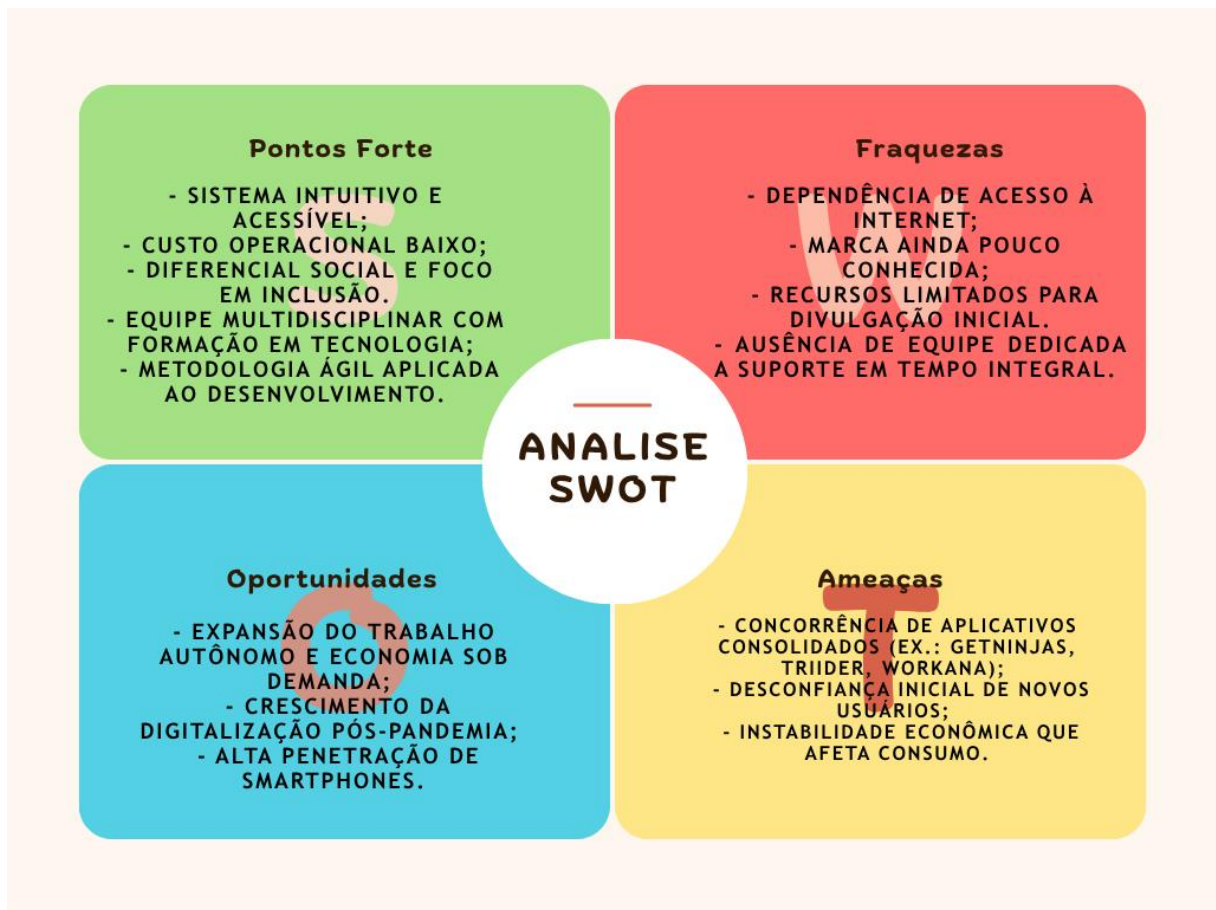 Pontos Forte
- SISTEMA INTUITIVO E
ACESSÍVEL;
- CUSTO OPERACIONAL BAIXO;
- DIFERENCIAL SOCIAL E FOCO
EM INCLUSÃO.
- EQUIPE MULTIDISCIPLINAR COM
FORMAÇÃO EM TECNOLOGIA;
- METODOLOGIA ÁGIL APLICADA
AO DESENVOLVIMENTO.
S
Fraquezas
- DEPENDÊNCIA DE ACESSO À
INTERNET;
- MARCA AINDA POUCO
CONHECIDA;
- RECURSOS LIMITADOS PARA
DIVULGAÇÃO INICIAL.
- AUSÊNCIA DE EQUIPE DEDICADA
A SUPORTE EM TEMPO INTEGRAL.
W
ANALISE
SWOT
Oportunidades
- EXPANSÃO DO TRABALHO
AUTÔNOMO E ECONOMIA SOB
DEMANDA;
- CRESCIMENTO DA
DIGITALIZAÇÃO PÓS-PANDEMIA;
- ALTA PENETRAÇÃO DE
SMARTPHONES.
O
Ameaças
- CONCORRÊNCIA DE APLICATIVOS
CONSOLIDADOS (EX.: GETNINJAS,
TRIIDER, WORKANA);
- DESCONFIANÇA INICIAL DE NOVOS
USUÁRIOS;
- INSTABILIDADE ECONÔMICA QUE
AFETA CONSUMO.
T